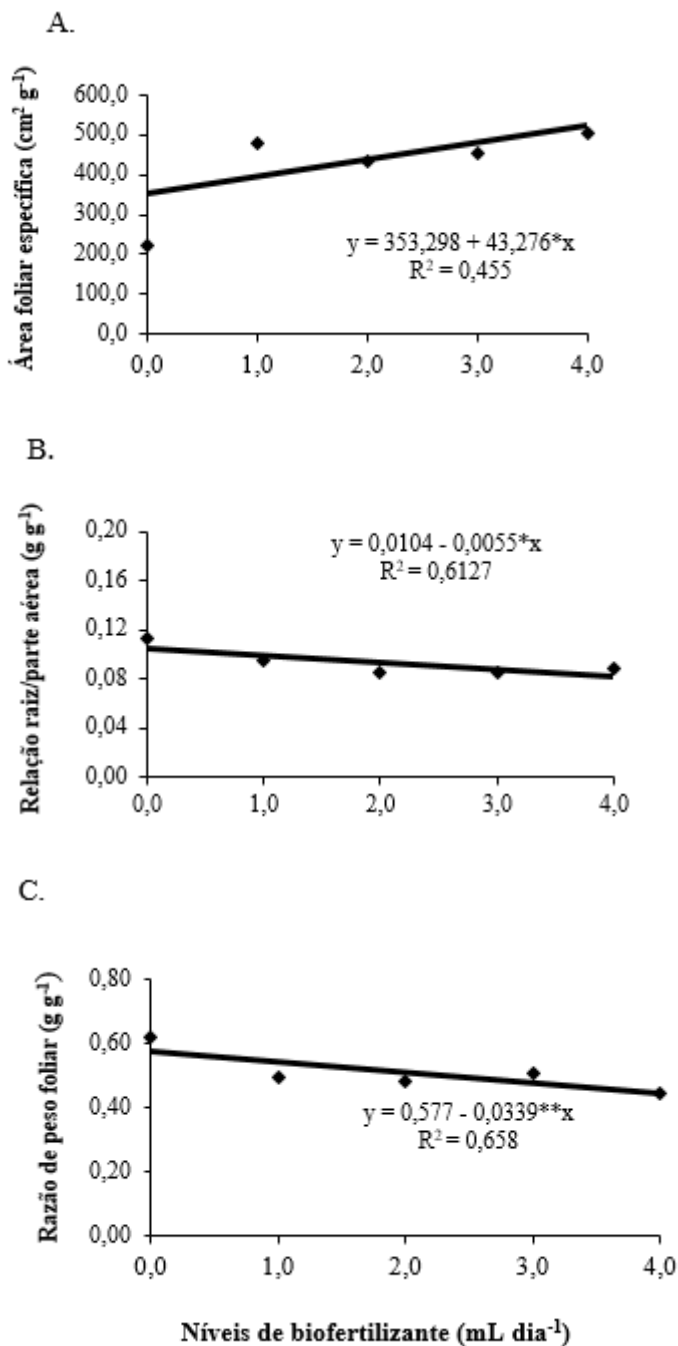 A.
Área foliar específica (cm² g⁻¹)
600,0
500,0
400,0
300,0
200,0
100,0
0,0
y = 353,298 + 43,276*x
R² = 0,455
0,0 1,0 2,0 3,0 4,0
B.
Relação raiz/parte aérea (g g⁻¹)
0,20
0,16
0,12
0,08
0,04
0,00
y = 0,0104 - 0,0055*x
R² = 0,6127
0,0 1,0 2,0 3,0 4,0
C.
Razão de peso foliar (g g⁻¹)
0,80
0,60
0,40
0,20
0,00
y = 0,577 - 0,0339**x
R² = 0,658
0,0 1,0 2,0 3,0 4,0
Níveis de biofertilizante (mL dia⁻¹)